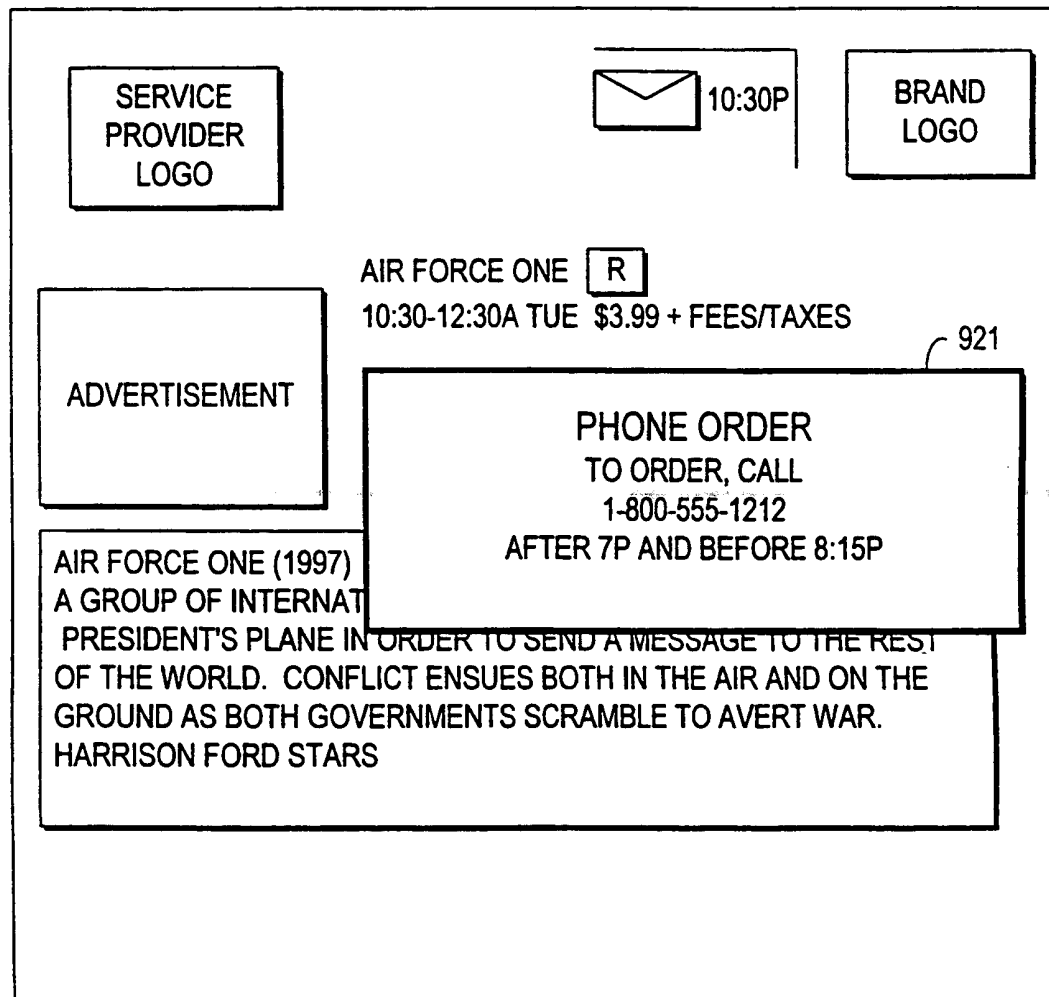 SERVICE
PROVIDER
LOGO
10:30P
BRAND
LOGO
AIR FORCE ONE R
10:30-12:30A TUE $3.99 + FEES/TAXES
921
ADVERTISEMENT
PHONE ORDER
TO ORDER, CALL
1-800-555-1212
AFTER 7P AND BEFORE 8:15P
AIR FORCE ONE (1997)
A GROUP OF INTERNAT
PRESIDENT'S PLANE IN ORDER TO SEND A MESSAGE TO THE REST
OF THE WORLD. CONFLICT ENSUES BOTH IN THE AIR AND ON THE
GROUND AS BOTH GOVERNMENTS SCRAMBLE TO AVERT WAR.
HARRISON FORD STARS